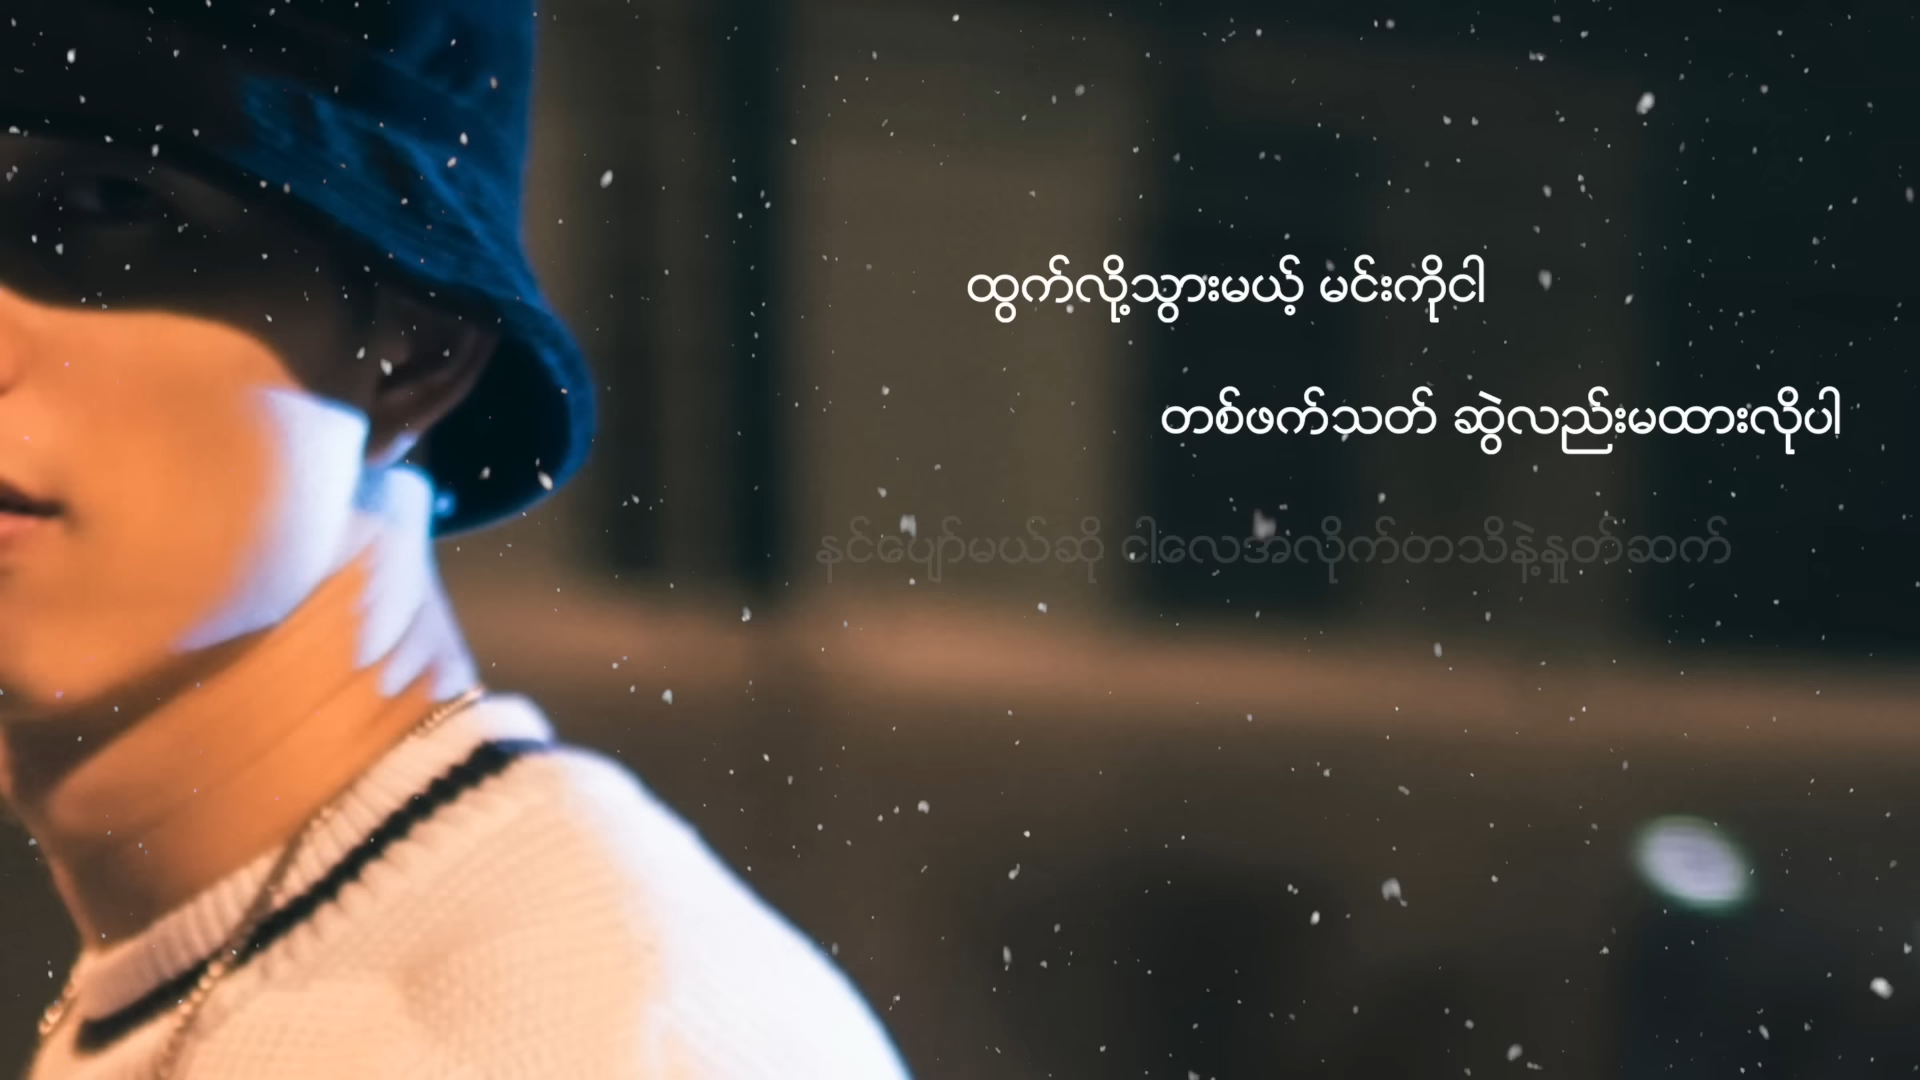 ထွက်လို့သွားမယ့် မင်းကိုငါ
တစ်ဖက်သတ် ဆွဲလည်းမထားလိုပါ
နင်ပျော်မယ်ဆို ငါလေအလိုက်တသိနဲ့နှုတ်ဆက်